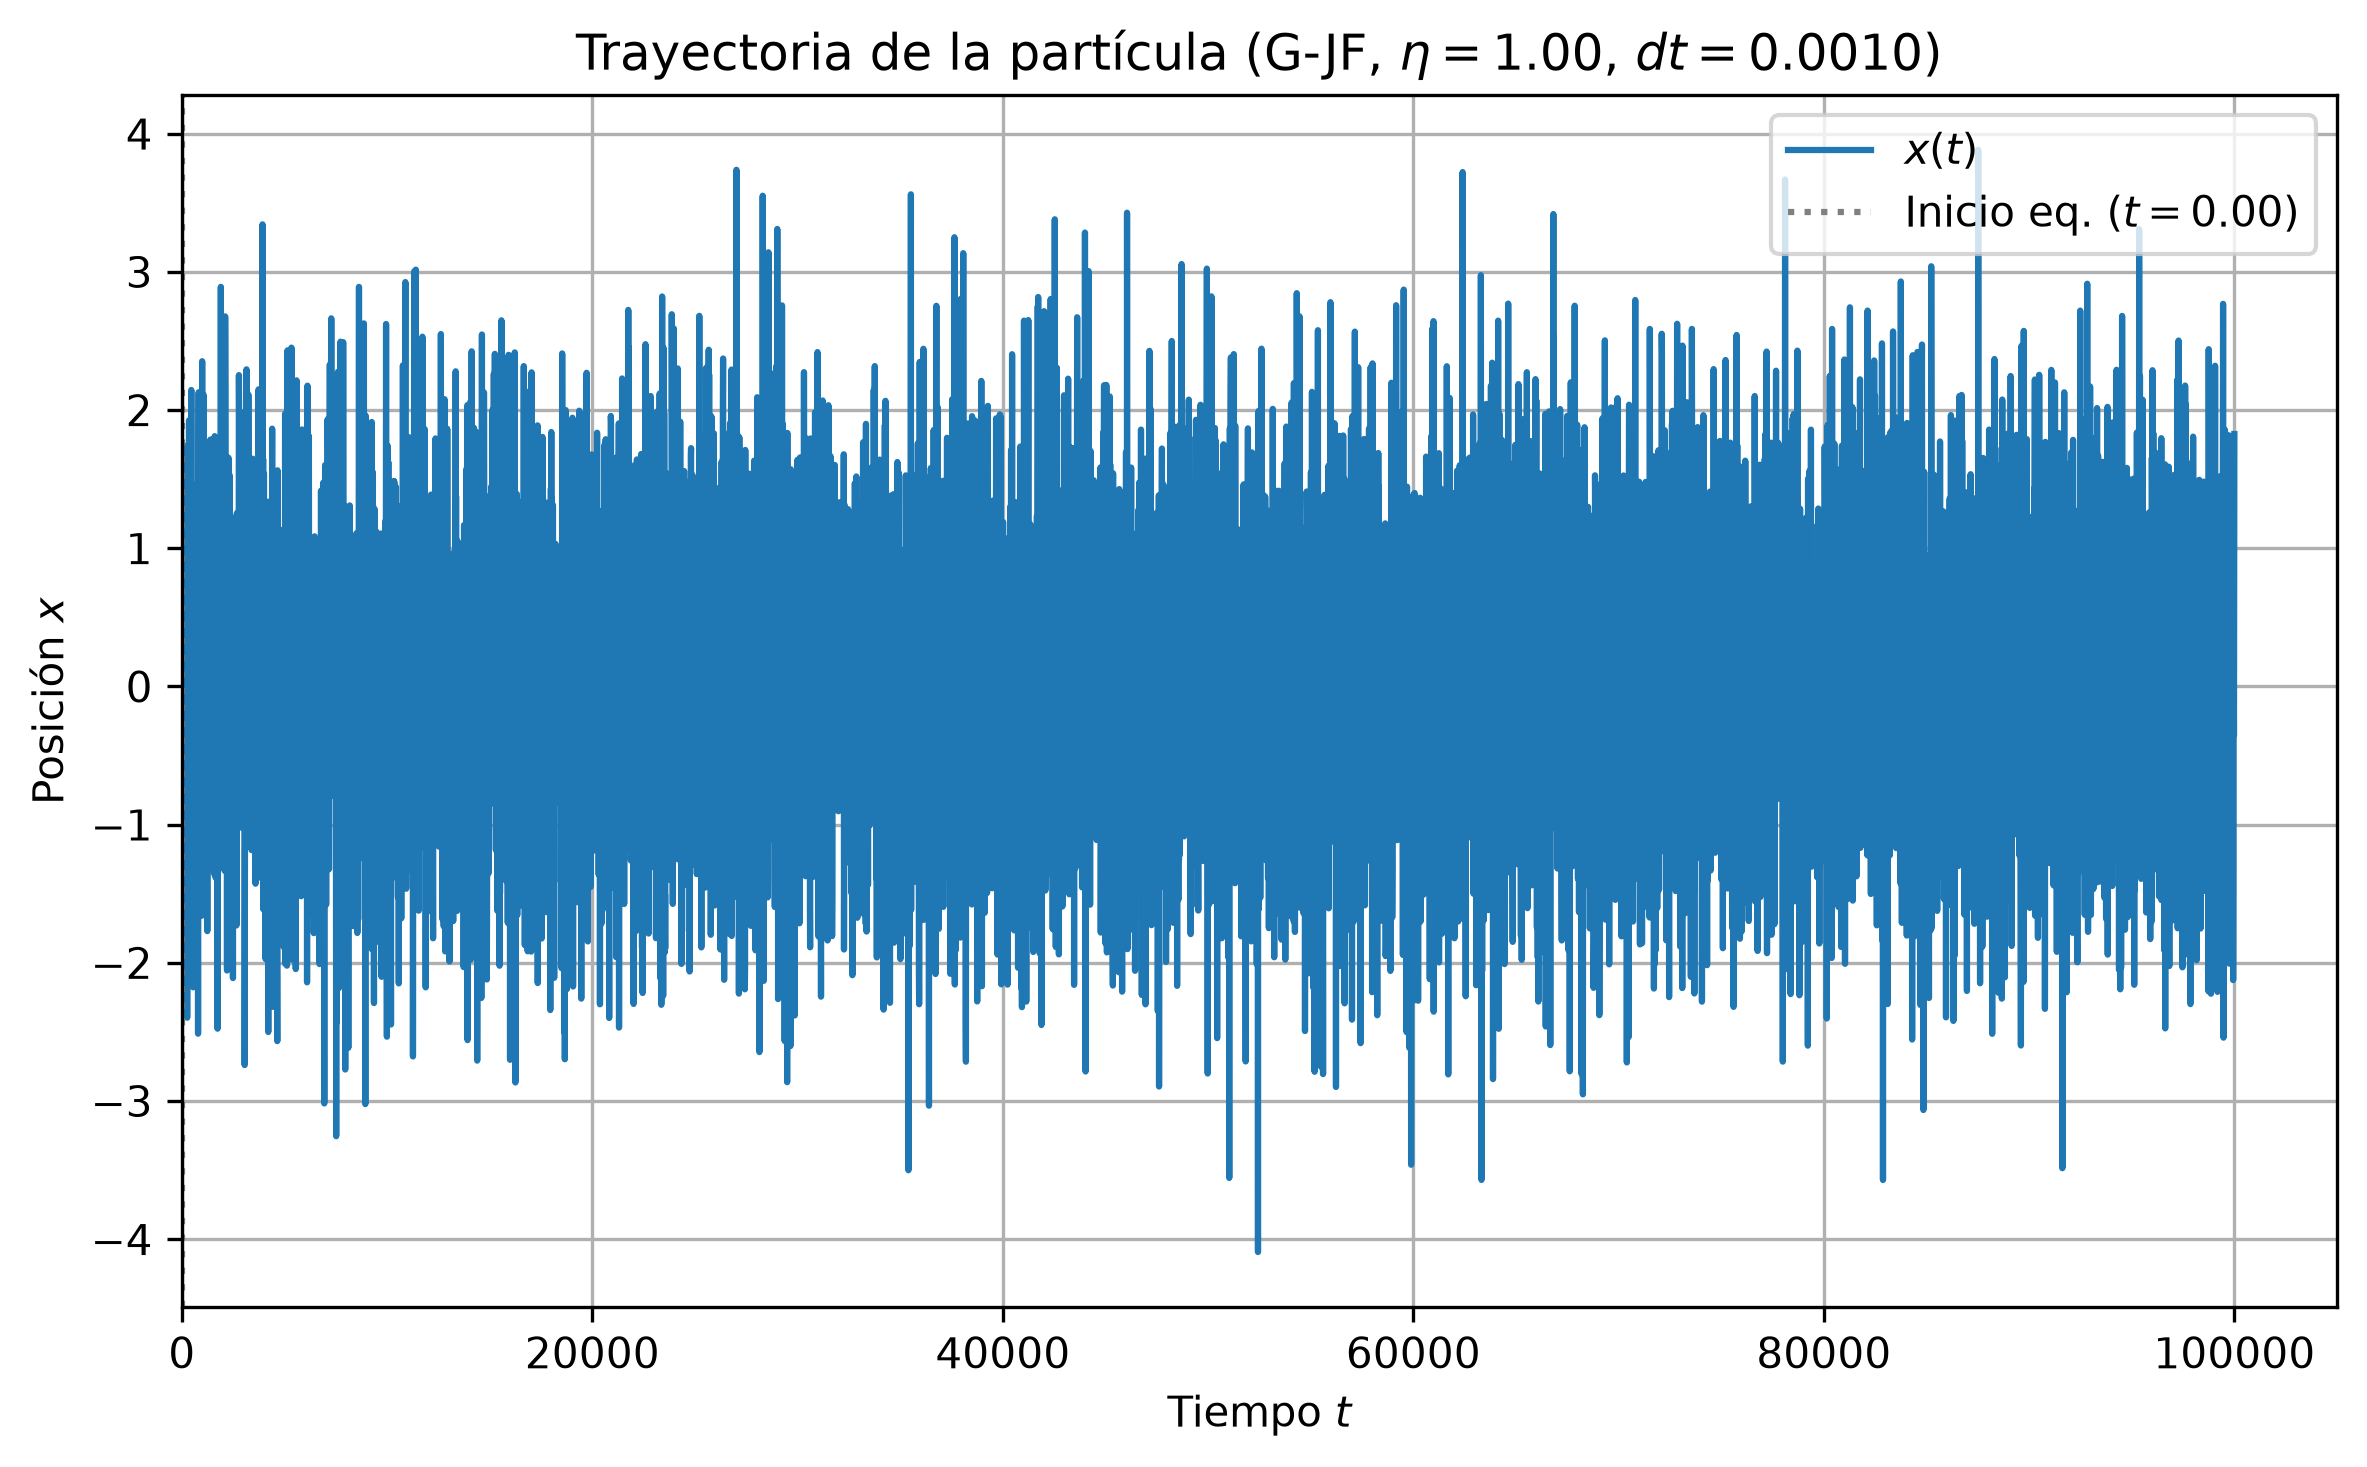 Trayectoria de la partícula (G-JF, η = 1.00, dt = 0.0010)
x(t)
Inicio eq. (t = 0.00)
Posición x
4
3
2
1
0
−1
−2
−3
−4
0 20000 40000 60000 80000 100000
Tiempo t